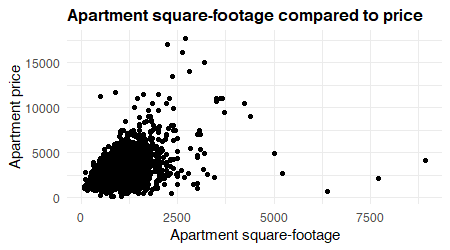 Apartment square-footage compared to price
15000
10000
5000
0
Apartment price
0
2500
5000
7500
Apartment square-footage